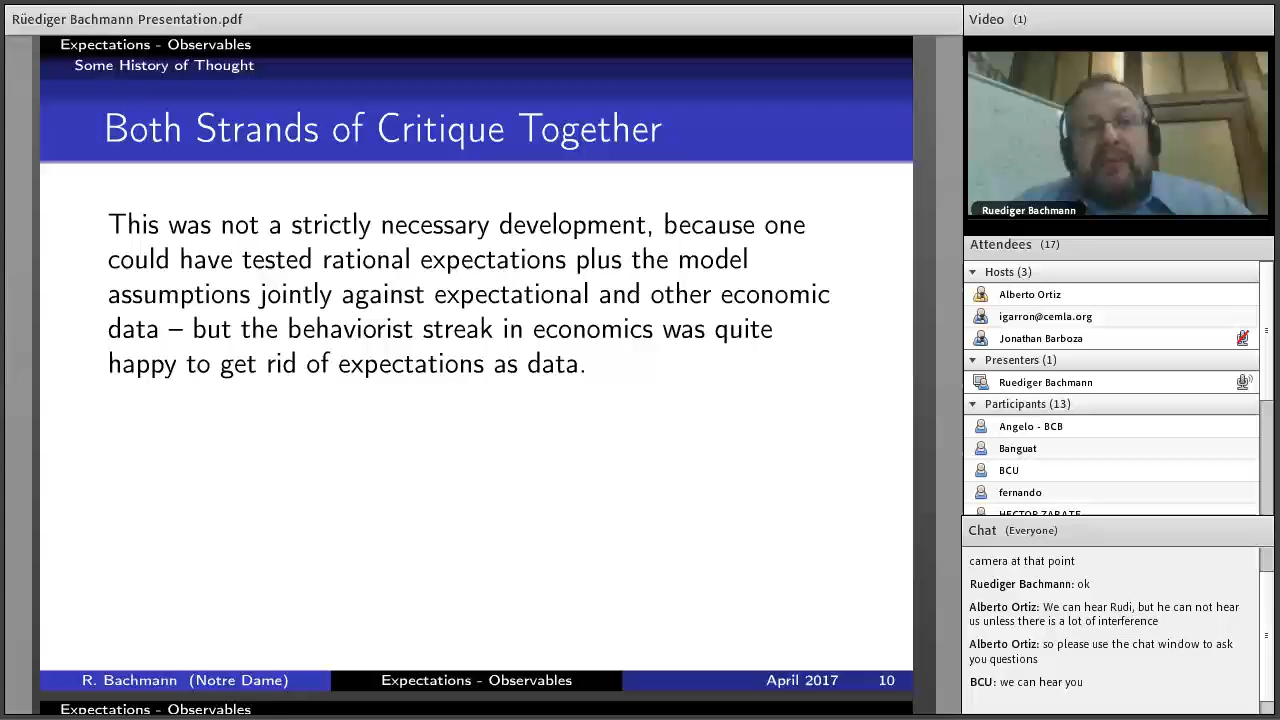 Rüediger Bachmann Presentation.pdf
Expectations - Observables
Some History of Thought
Both Strands of Critique Together
This was not a strictly necessary development, because one
could have tested rational expectations plus the model
assumptions jointly against expectational and other economic
data – but the behaviorist streak in economics was quite
happy to get rid of expectations as data.
R. Bachmann (Notre Dame)
Expectations - Observables
April 2017
10
Expectations - Observables
Video (1)
Ruediger Bachmann
Attendees (17)
Hosts (3)
Alberto Ortiz
igarron@cemla.org
Jonathan Barboza
Presenters (1)
Ruediger Bachmann
Participants (13)
Angelo - BCB
Banguat
BCU
fernando
HECTOR ZARATE
Chat (Everyone)
camera at that point
Ruediger Bachmann: ok
Alberto Ortiz: We can hear Rudi, but he can not hear
us unless there is a lot of interference
Alberto Ortiz: so please use the chat window to ask
you questions
BCU: we can hear you